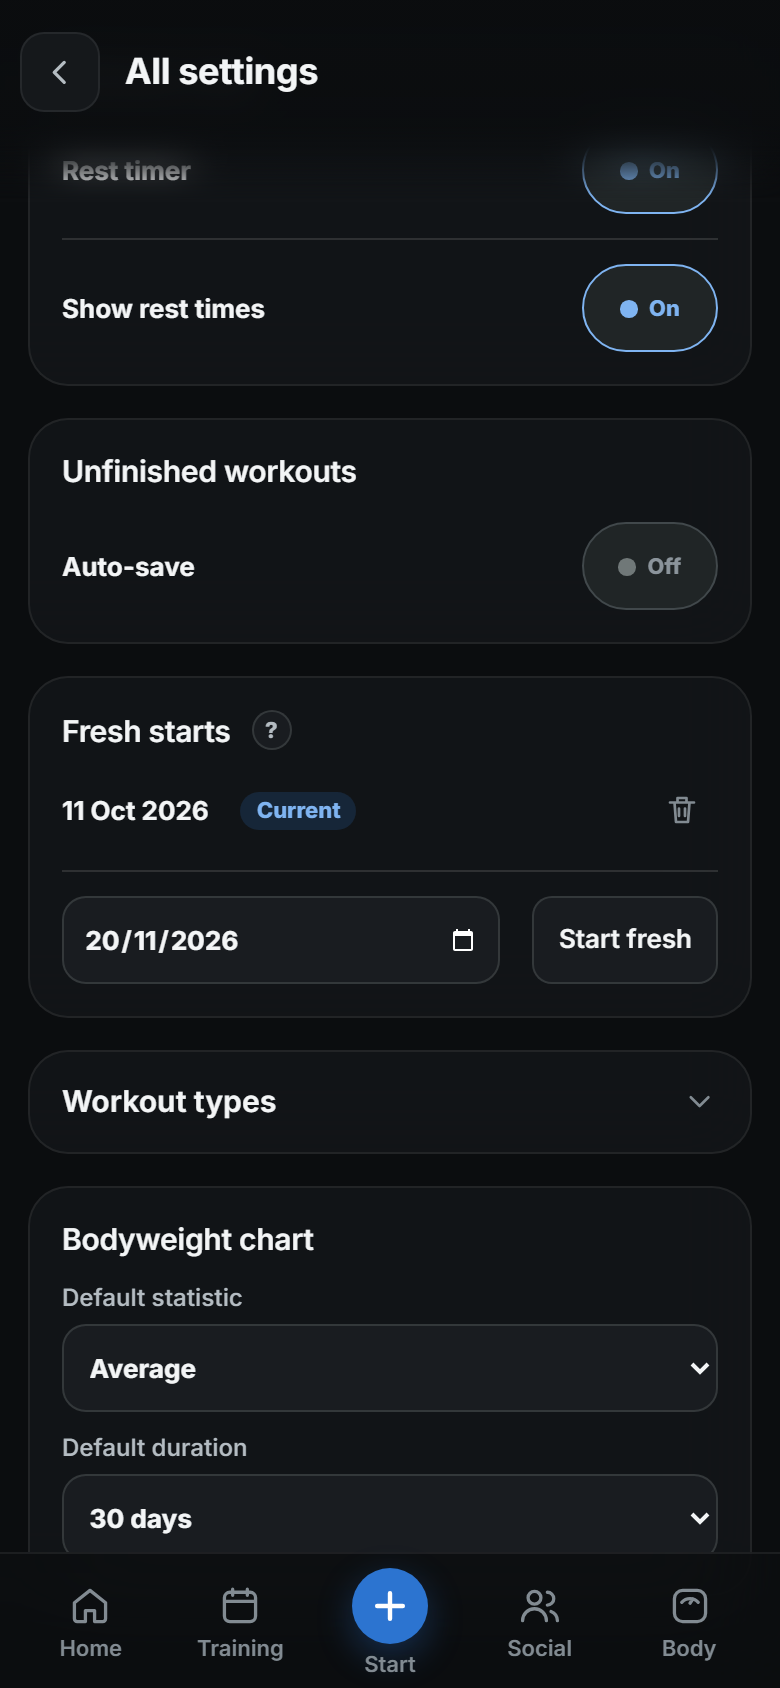 All settings
Rest timer
On
Show rest times
On
Unfinished workouts
Auto-save
Off
Fresh starts ?
11 Oct 2026 Current
20/11/2026
Start fresh
Workout types
Bodyweight chart
Default statistic
Average
Default duration
30 days
Home
Training
Start
Social
Body